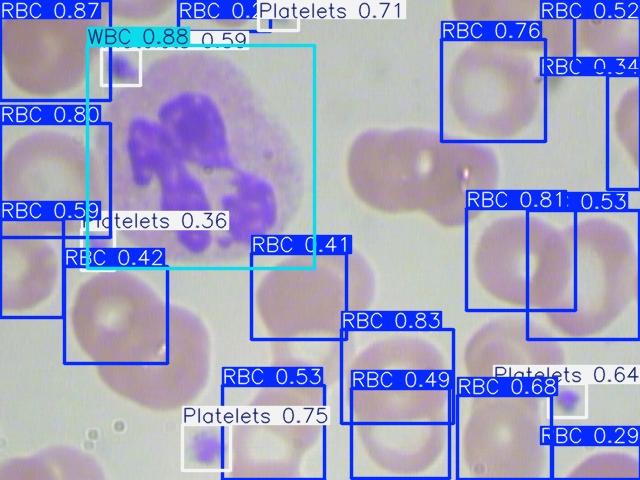 RBC 0.87
Platelets 0.71
RBC 0.52
RBC 0.76
WBC 0.88
0.59
RBC 0.34
RBC 0.80
RBC 0.81
0.53
RBC 0.59
Platelets 0.36
RBC 0.41
RBC 0.42
RBC 0.83
Platelets 0.64
RBC 0.53
RBC 0.49
RBC 0.68
Platelets 0.75
RBC 0.29